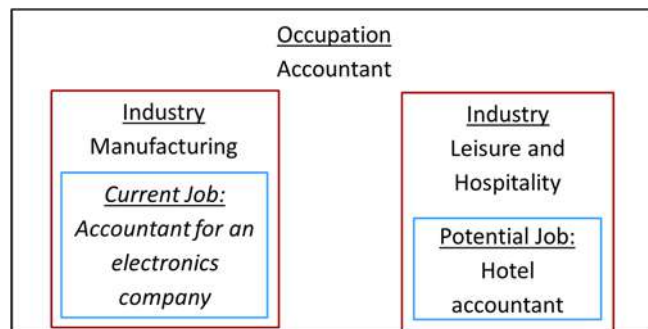 Occupation
Accountant
Industry
Manufacturing
Current Job:
Accountant for an
electronics
company
Industry
Leisure and
Hospitality
Potential Job:
Hotel
accountant